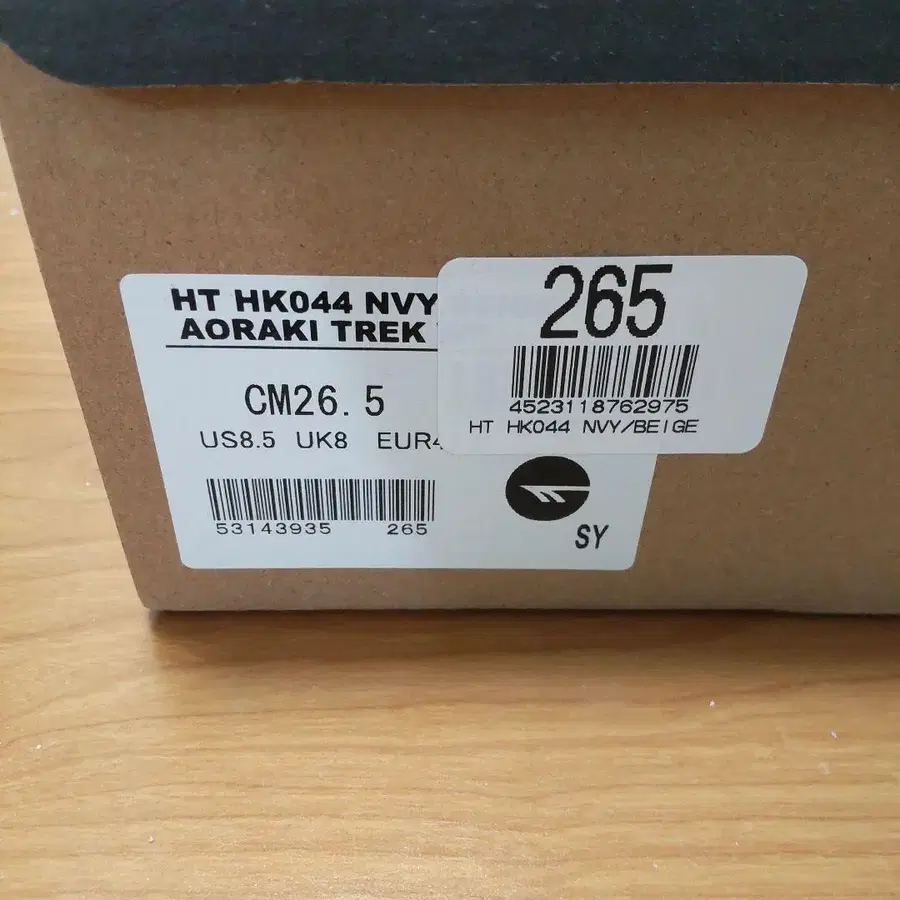 HT HK044 NVY
AORAKI TREK
CM26.5
US8.5 UK8 EUR4
53143935 265
SY
265
4523118762975
HT HK044 NVY/BEIGE